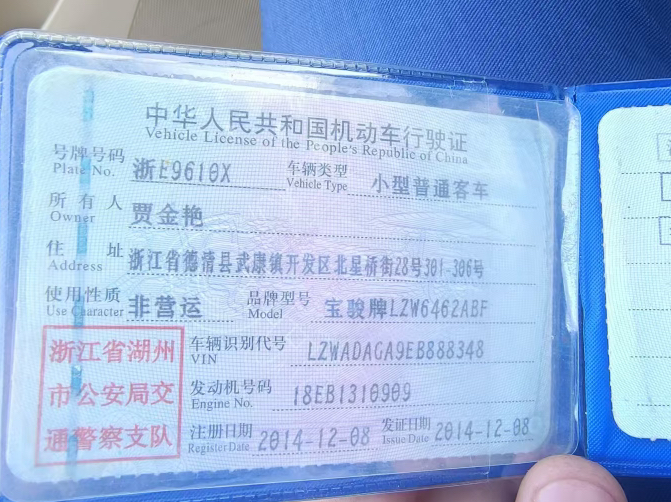 中华人民共和国机动车行驶证
Vehicle License of the People's Republic of China
号牌号码 浙E9610X 车辆类型 小型普通客车
Plate No. Vehicle Type
所有人 贾金艳
Owner
住址 浙江省德清县武康镇开发区北星桥街28号301-306号
Address
使用性质 非营运 品牌型号 宝骏牌LZW6462ABF
Use Character Model
浙江省湖州
市公安局交
通警察支队
车辆识别代号 LZWADAGA9EB888348
VIN
发动机号码 18EB1310909
Engine No.
注册日期 2014-12-08 发证日期 2014-12-08
Register Date Issue Date